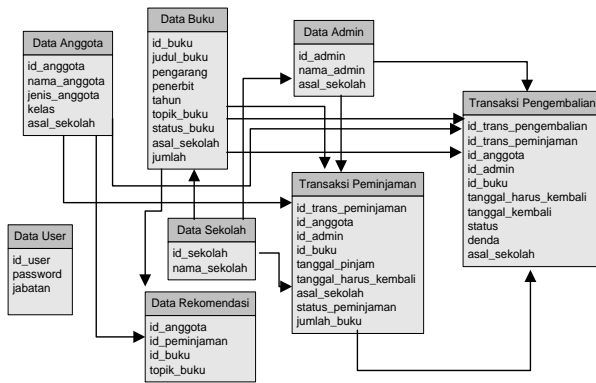 Data Anggota
id_anggota
nama_anggota
jenis_anggota
kelas
asal_sekolah
Data Buku
id_buku
judul_buku
pengarang
penerbit
tahun
topik_buku
status_buku
asal_sekolah
jumlah
Data Admin
id_admin
nama_admin
asal_sekolah
Transaksi Pengembalian
id_trans_pengembalian
id_trans_peminjaman
id_anggota
id_admin
id_buku
tanggal_harus_kembali
tanggal_kembali
status
denda
asal_sekolah
Transaksi Peminjaman
id_trans_peminjaman
id_anggota
id_admin
id_buku
tanggal_pinjam
tanggal_harus_kembali
asal_sekolah
status_peminjaman
jumlah_buku
Data Sekolah
id_sekolah
nama_sekolah
Data User
id_user
password
jabatan
Data Rekomendasi
id_anggota
id_peminjaman
id_buku
topik_buku